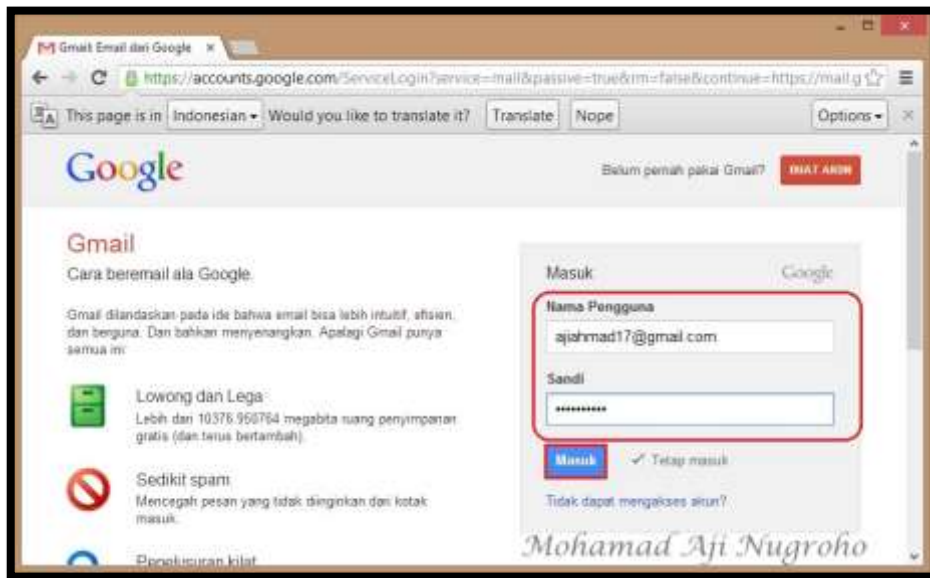 Gmail: Email dari Google
https://accounts.google.com/ServiceLogin?service=mail&passive=true&rm=false&continue=https://mail.g
This page is in Indonesian Would you like to translate it? Translate Nope Options
Google
Belum pernah pakai Gmail? BUAT AKUN
Gmail
Cara beremail ala Google.
Gmail dilandaskan pada ide bahwa email bisa lebih intuitif, efisien,
dan berguna. Dan bahkan menyenangkan. Apalagi Gmail punya
semua ini:
Lowong dan Lega
Lebih dari 10376.960764 megabita ruang penyimpanan
gratis (dan terus bertambah).
Sedikit spam
Mencegah pesan yang tidak diinginkan dari kotak
masuk.
Penelusuran kilat
Masuk Google
Nama Pengguna
ajiahmad17@gmail.com
Sandi
••••••••••
Masuk ✓ Tetap masuk
Tidak dapat mengakses akun?
Mohamad Aji Nugroho